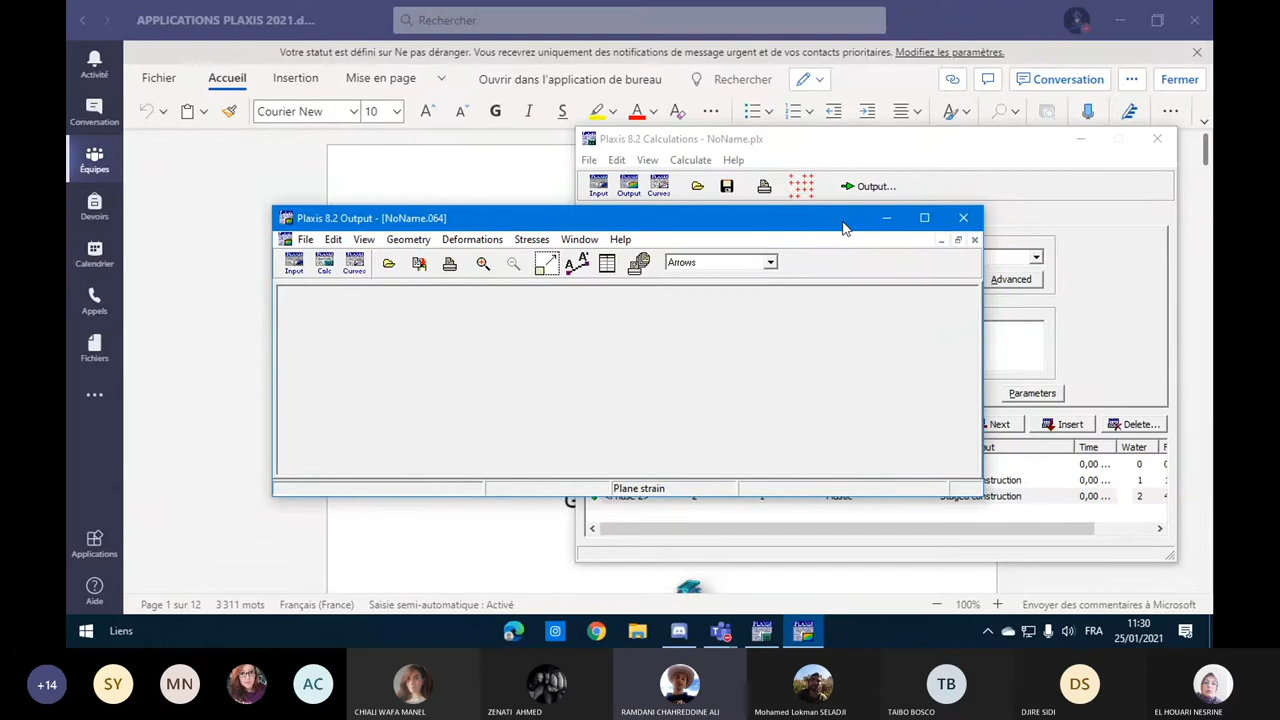 APPLICATIONS PLAXIS 2021.d...
Rechercher
Votre statut est défini sur Ne pas déranger. Vous recevrez uniquement des notifications de message urgent et de vos contacts prioritaires. Modifiez les paramètres.
Fichier Accueil Insertion Mise en page Ouvrir dans l'application de bureau Rechercher Conversation ... Fermer
Courier New 10 G I S A
Activité
Conversation
Équipes
Devoirs
Calendrier
Appels
Fichiers
Applications
Aide
Plaxis 8.2 Calculations - NoName.plx
File Edit View Calculate Help
Input Output Curves Output...
Plaxis 8.2 Output - [NoName.064]
File Edit View Geometry Deformations Stresses Window Help
Input Calc Curves Arrows
Advanced
Parameters
Next Insert Delete...
Time Water
0,00 ... 0
0,00 ... 1
0,00 ... 2
Plane strain
Page 1 sur 12 3 311 mots Français (France) Saisie semi-automatique : Activé 100% Envoyer des commentaires à Microsoft
Liens FRA 11:30
25/01/2021
+14 SY MN AC TB DS
CHIALI WAFA MANEL ZENATI AHMED RAMDANI CHAHREDDINE ALI Mohamed Lokman SELADJI TAIBO BOSCO DJIRE SIDI EL HOUARI NESRINE